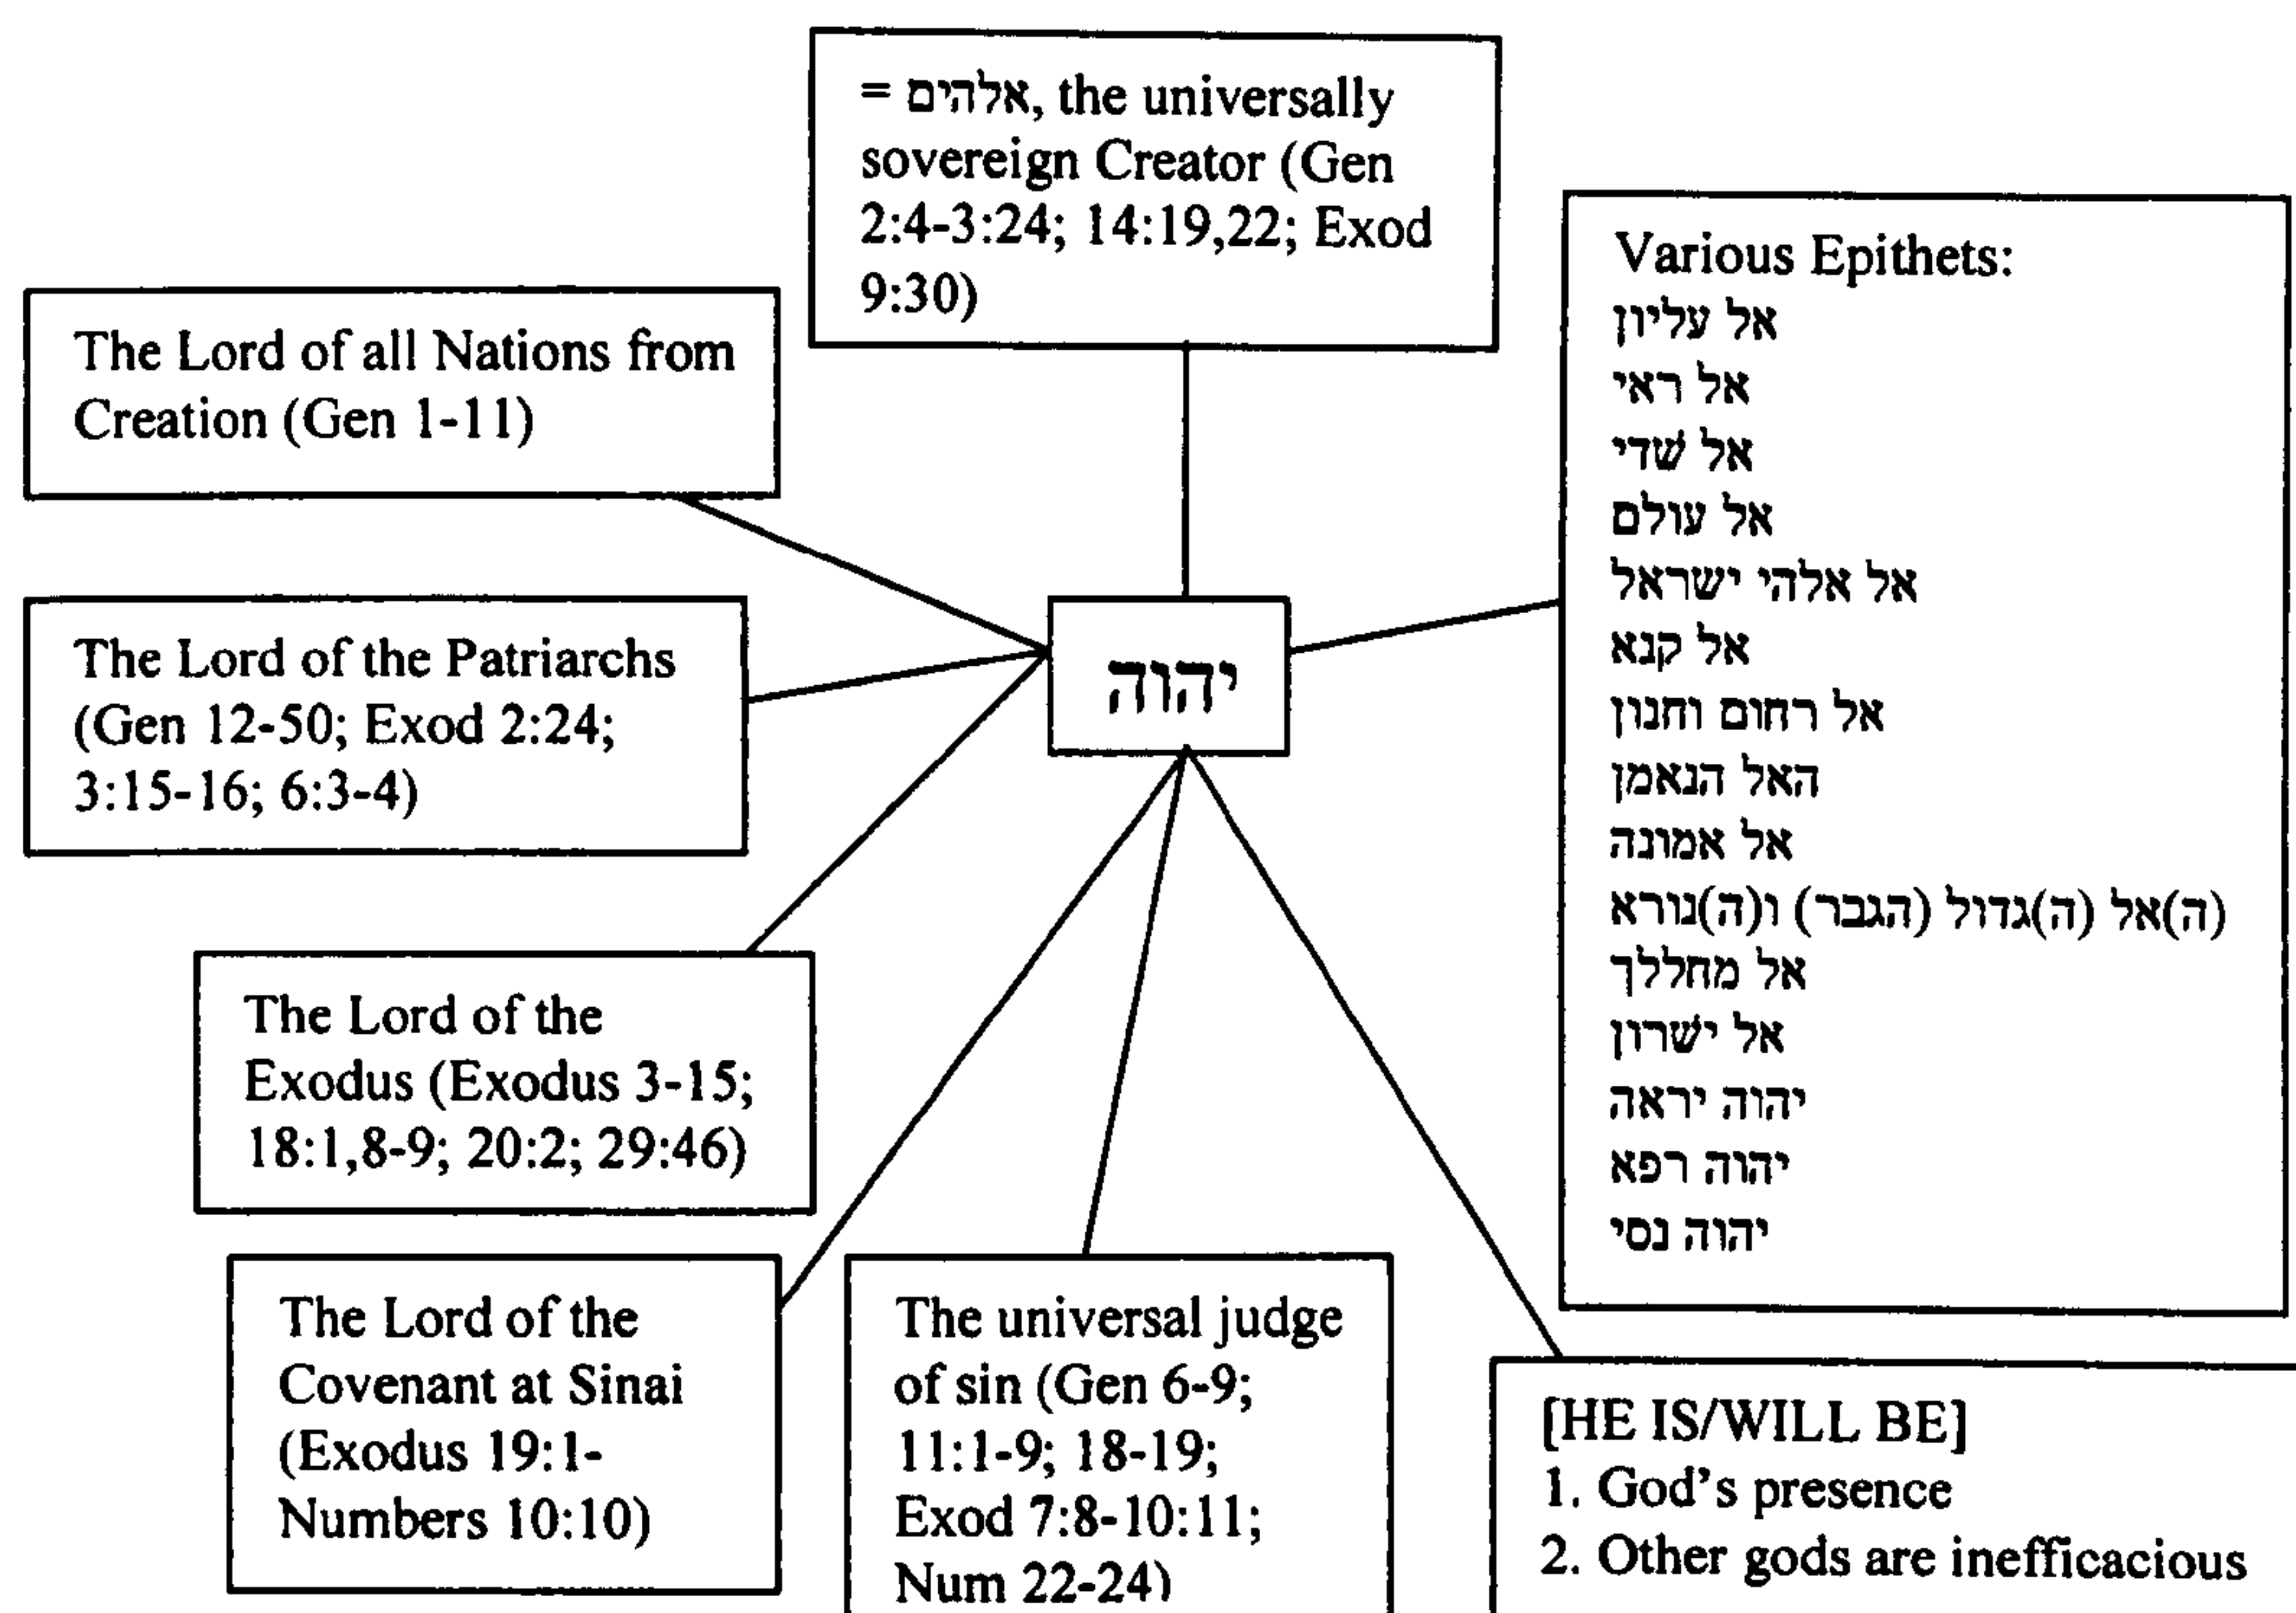 = אלהים, the universally
sovereign Creator (Gen
2:4-3:24; 14:19,22; Exod
9:30)
The Lord of all Nations from
Creation (Gen 1-11)
Various Epithets:
אל עליון
אל ראי
אל שׁדי
אל עולם
אל אלהי ישׂראל
אל קנא
אל רחום וחנון
האל הנאמן
אל אמונה
(ה)אל (ה)גדול (הגבר) ו(ה)נורא
אל מחללך
אל ישׁרון
יהוה יראה
יהוה רפא
יהוה נסי
The Lord of the Patriarchs
(Gen 12-50; Exod 2:24;
3:15-16; 6:3-4)
יהוה
The Lord of the
Exodus (Exodus 3-15;
18:1,8-9; 20:2; 29:46)
The Lord of the
Covenant at Sinai
(Exodus 19:1-
Numbers 10:10)
The universal judge
of sin (Gen 6-9;
11:1-9; 18-19;
Exod 7:8-10:11;
Num 22-24)
[HE IS/WILL BE]
1. God's presence
2. Other gods are inefficacious